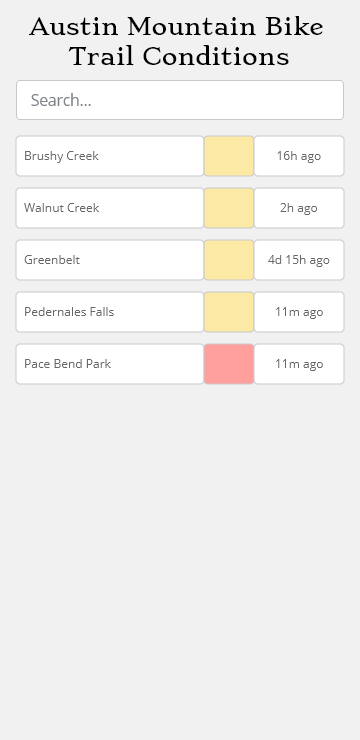 Austin Mountain Bike
Trail Conditions
Search...
Brushy Creek 16h ago
Walnut Creek 2h ago
Greenbelt 4d 15h ago
Pedernales Falls 11m ago
Pace Bend Park 11m ago